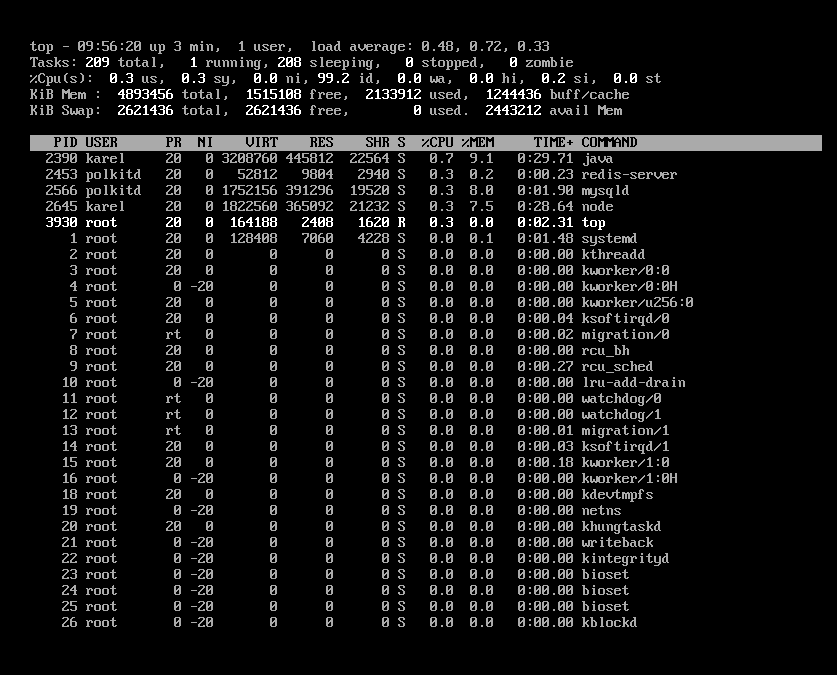 top - 09:56:20 up 3 min,  1 user,  load average: 0.48, 0.72, 0.33
Tasks: 209 total,   1 running, 208 sleeping,   0 stopped,   0 zombie
%Cpu(s):  0.3 us,  0.3 sy,  0.0 ni, 99.2 id,  0.0 wa,  0.0 hi,  0.2 si,  0.0 st
KiB Mem :  4893456 total,  1515108 free,  2133912 used,  1244436 buff/cache
KiB Swap:  2621436 total,  2621436 free,        0 used.  2443212 avail Mem
PID USER      PR  NI    VIRT    RES    SHR S  %CPU %MEM     TIME+ COMMAND
2390 karel     20   0 3208760 445812  22564 S   0.7  9.1   0:29.71 java
2453 polkitd   20   0   52812   9804   2940 S   0.3  0.2   0:00.23 redis-server
2566 polkitd   20   0 1752156 391296  19520 S   0.3  8.0   0:01.90 mysqld
2645 karel     20   0 1822560 365092  21232 S   0.3  7.5   0:28.64 node
3930 root      20   0  164188   2408   1620 R   0.3  0.0   0:02.31 top
1 root      20   0  128408   7060   4228 S   0.0  0.1   0:01.48 systemd
2 root      20   0       0      0      0 S   0.0  0.0   0:00.00 kthreadd
3 root      20   0       0      0      0 S   0.0  0.0   0:00.00 kworker/0:0
4 root       0 -20       0      0      0 S   0.0  0.0   0:00.00 kworker/0:0H
5 root      20   0       0      0      0 S   0.0  0.0   0:00.00 kworker/u256:0
6 root      20   0       0      0      0 S   0.0  0.0   0:00.04 ksoftirqd/0
7 root      rt   0       0      0      0 S   0.0  0.0   0:00.02 migration/0
8 root      20   0       0      0      0 S   0.0  0.0   0:00.00 rcu_bh
9 root      20   0       0      0      0 S   0.0  0.0   0:00.27 rcu_sched
10 root       0 -20       0      0      0 S   0.0  0.0   0:00.00 lru-add-drain
11 root      rt   0       0      0      0 S   0.0  0.0   0:00.00 watchdog/0
12 root      rt   0       0      0      0 S   0.0  0.0   0:00.00 watchdog/1
13 root      rt   0       0      0      0 S   0.0  0.0   0:00.01 migration/1
14 root      20   0       0      0      0 S   0.0  0.0   0:00.03 ksoftirqd/1
15 root      20   0       0      0      0 S   0.0  0.0   0:00.18 kworker/1:0
16 root       0 -20       0      0      0 S   0.0  0.0   0:00.00 kworker/1:0H
18 root      20   0       0      0      0 S   0.0  0.0   0:00.00 kdevtmpfs
19 root       0 -20       0      0      0 S   0.0  0.0   0:00.00 netns
20 root      20   0       0      0      0 S   0.0  0.0   0:00.00 khungtaskd
21 root       0 -20       0      0      0 S   0.0  0.0   0:00.00 writeback
22 root       0 -20       0      0      0 S   0.0  0.0   0:00.00 kintegrityd
23 root       0 -20       0      0      0 S   0.0  0.0   0:00.00 bioset
24 root       0 -20       0      0      0 S   0.0  0.0   0:00.00 bioset
25 root       0 -20       0      0      0 S   0.0  0.0   0:00.00 bioset
26 root       0 -20       0      0      0 S   0.0  0.0   0:00.00 kblockd